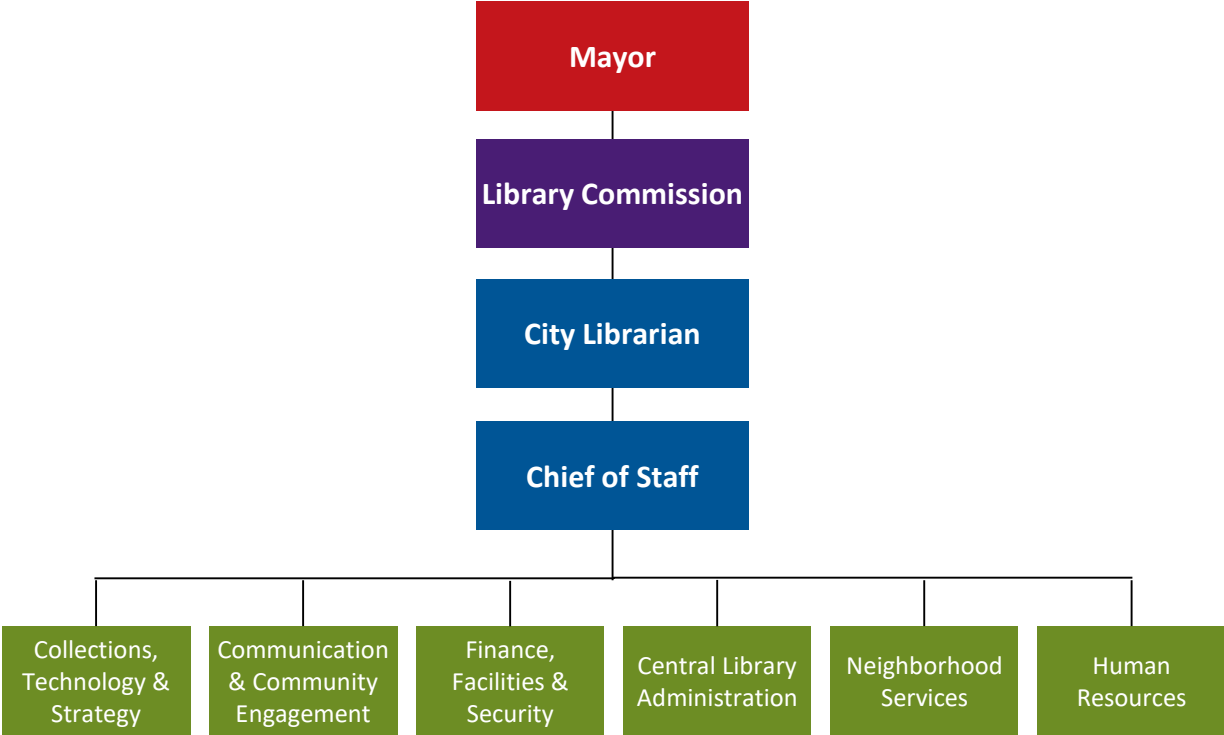 Mayor
Library Commission
City Librarian
Chief of Staff
Collections,
Technology &
Strategy
Communication
& Community
Engagement
Finance,
Facilities &
Security
Central Library
Administration
Neighborhood
Services
Human
Resources